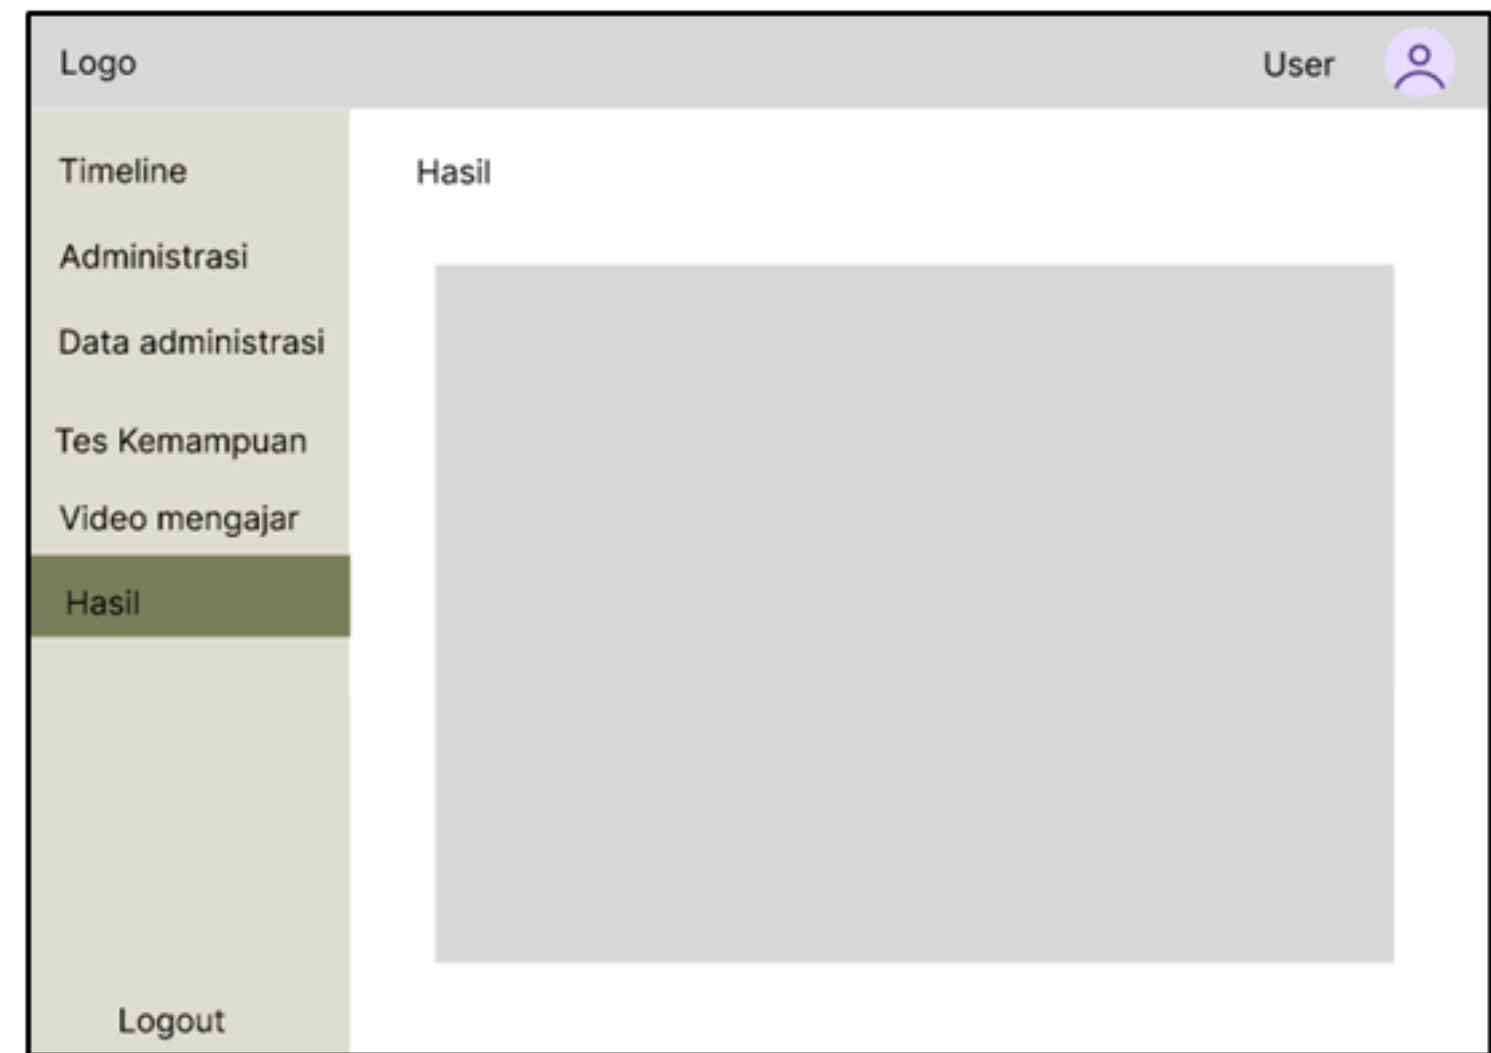 Logo
User
Timeline
Administrasi
Data administrasi
Tes Kemampuan
Video mengajar
Hasil
Logout
Hasil